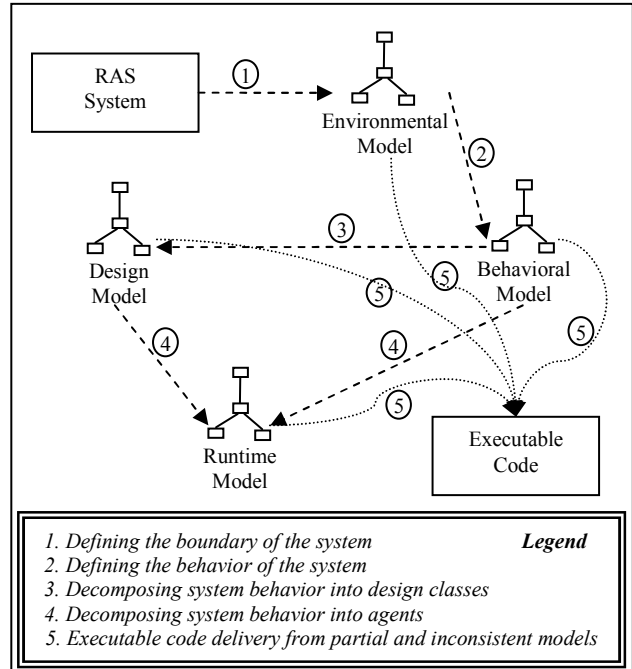 RAS
System
1
Environmental
Model
2
3
Design
Model
Behavioral
Model
5
5
5
4
4
5
Runtime
Model
Executable
Code
Legend
1. Defining the boundary of the system
2. Defining the behavior of the system
3. Decomposing system behavior into design classes
4. Decomposing system behavior into agents
5. Executable code delivery from partial and inconsistent models